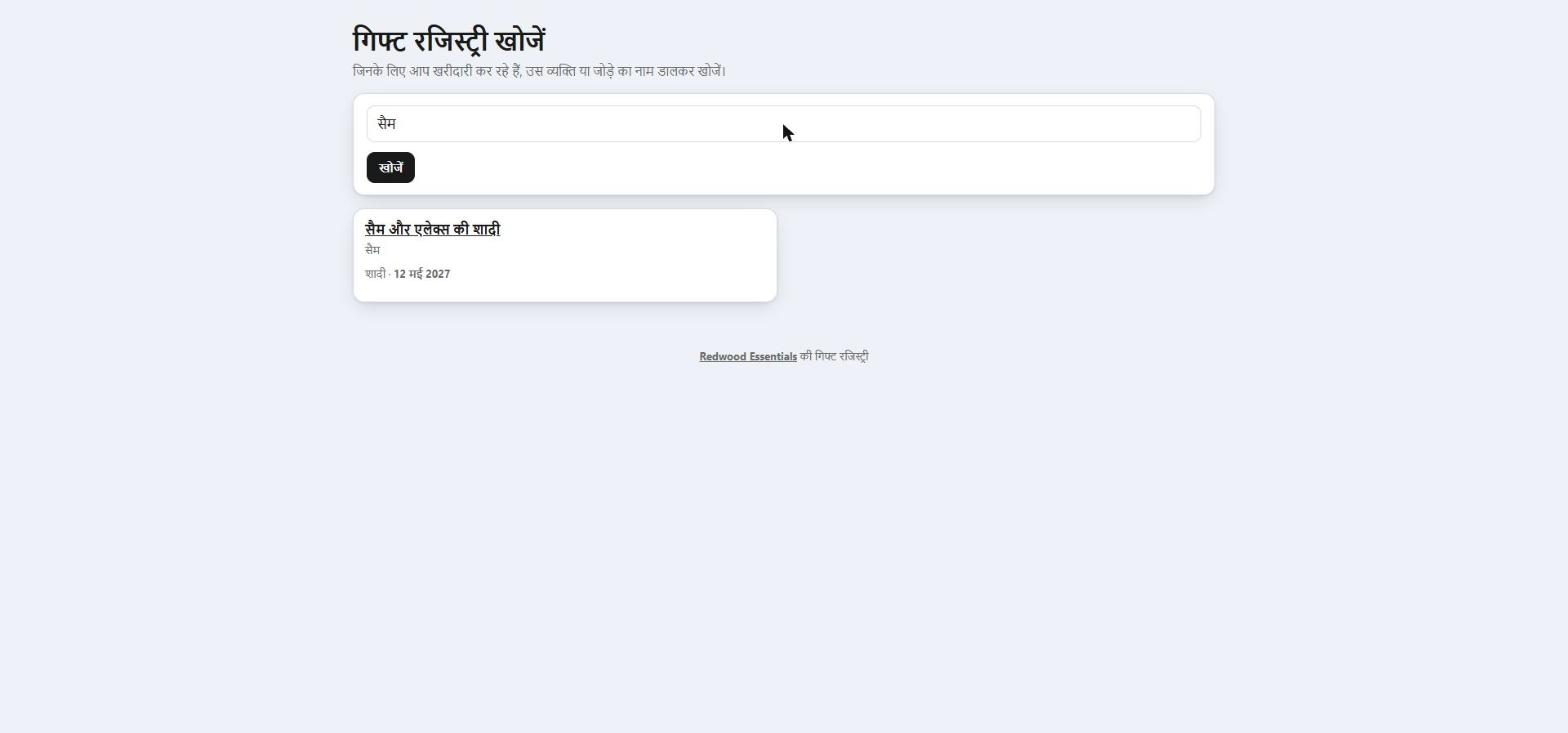 गिफ्ट रजिस्ट्री खोजें
जिनके लिए आप खरीदारी कर रहे हैं, उस व्यक्ति या जोड़े का नाम डालकर खोजें।
सैम
खोजें
सैम और एलेक्स की शादी
सैम
शादी · 12 मई 2027
Redwood Essentials की गिफ्ट रजिस्ट्री